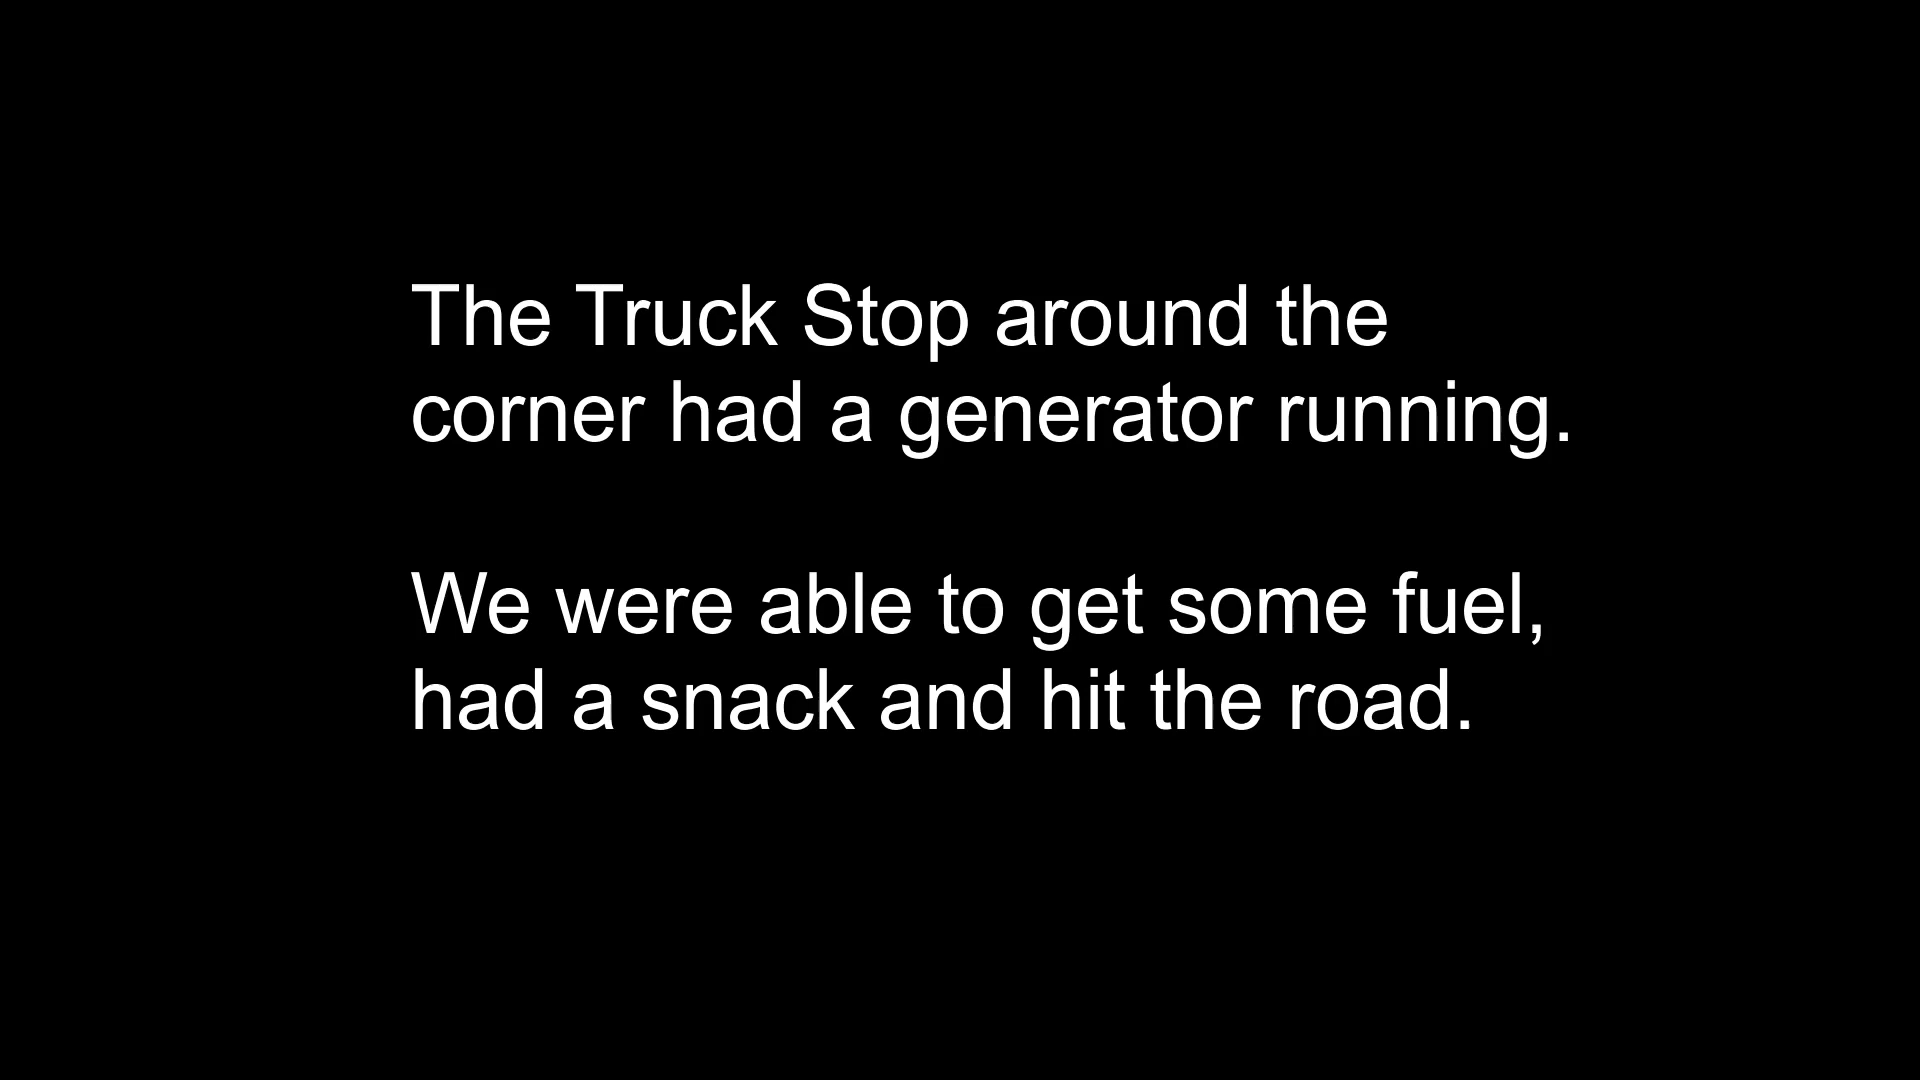 The Truck Stop around the
corner had a generator running.
We were able to get some fuel,
had a snack and hit the road.